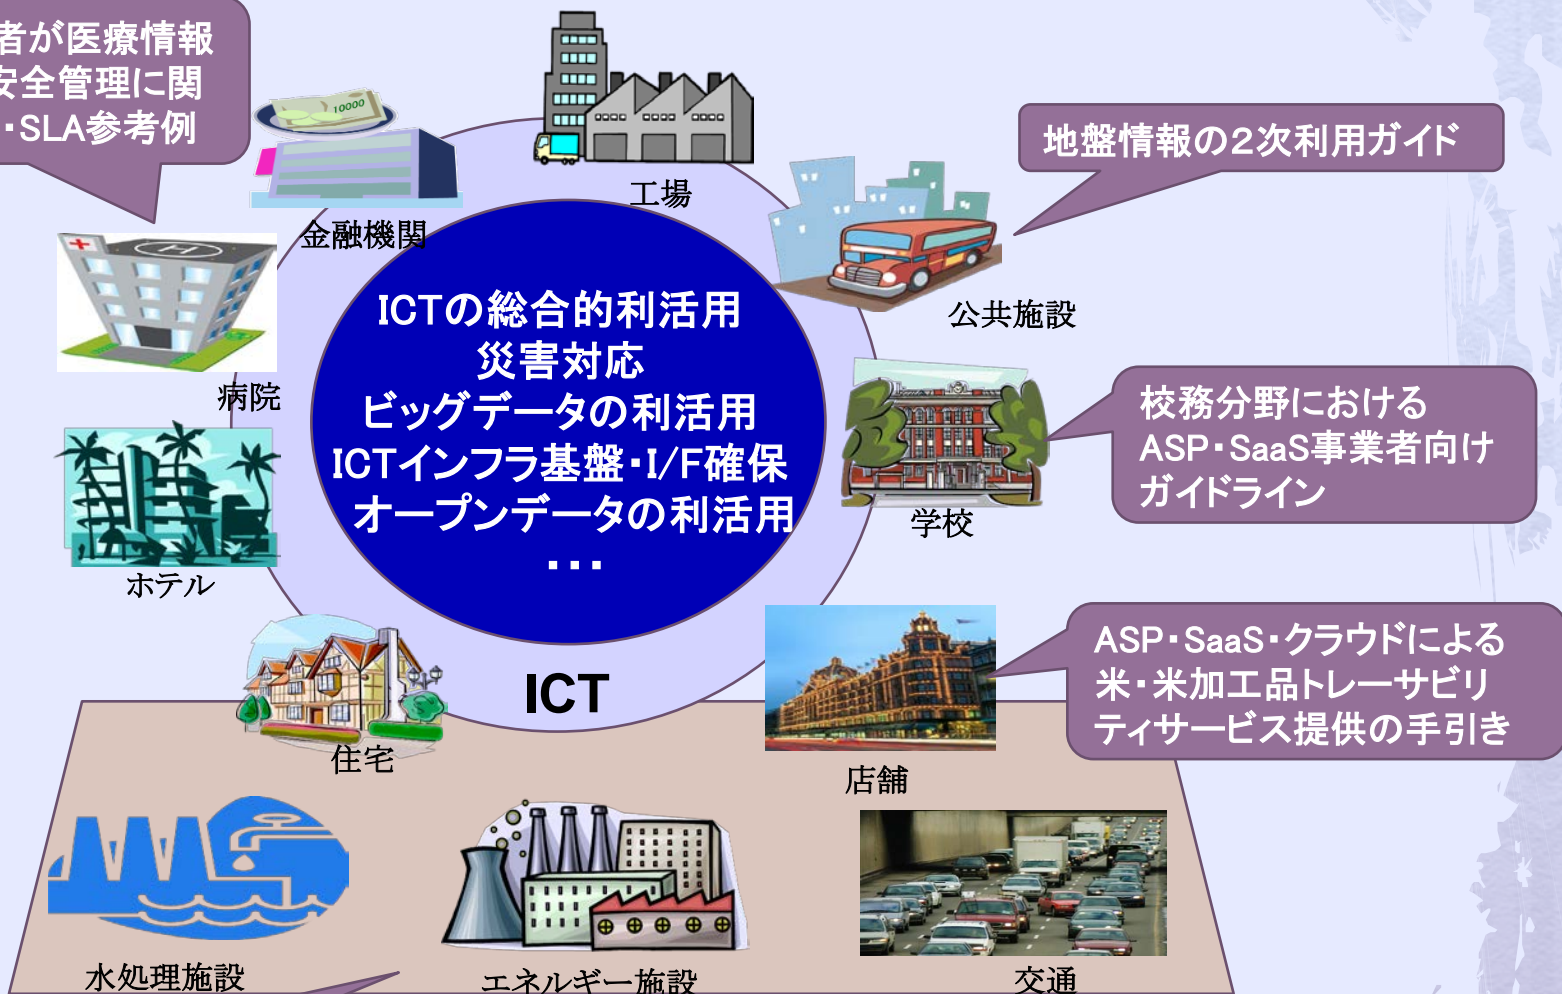 者が医療情報
安全管理に関
・SLA参考例
10000
金融機関
工場
地盤情報の2次利用ガイド
公共施設
H
病院
ICTの総合的利活用
災害対応
ビッグデータの利活用
ICTインフラ基盤・I/F確保
オープンデータの利活用
・・・
校務分野における
ASP・SaaS事業者向け
ガイドライン
学校
ホテル
ICT
ASP・SaaS・クラウドによる
米・米加工品トレーサビリ
ティサービス提供の手引き
住宅
店舗
水処理施設
エネルギー施設
交通